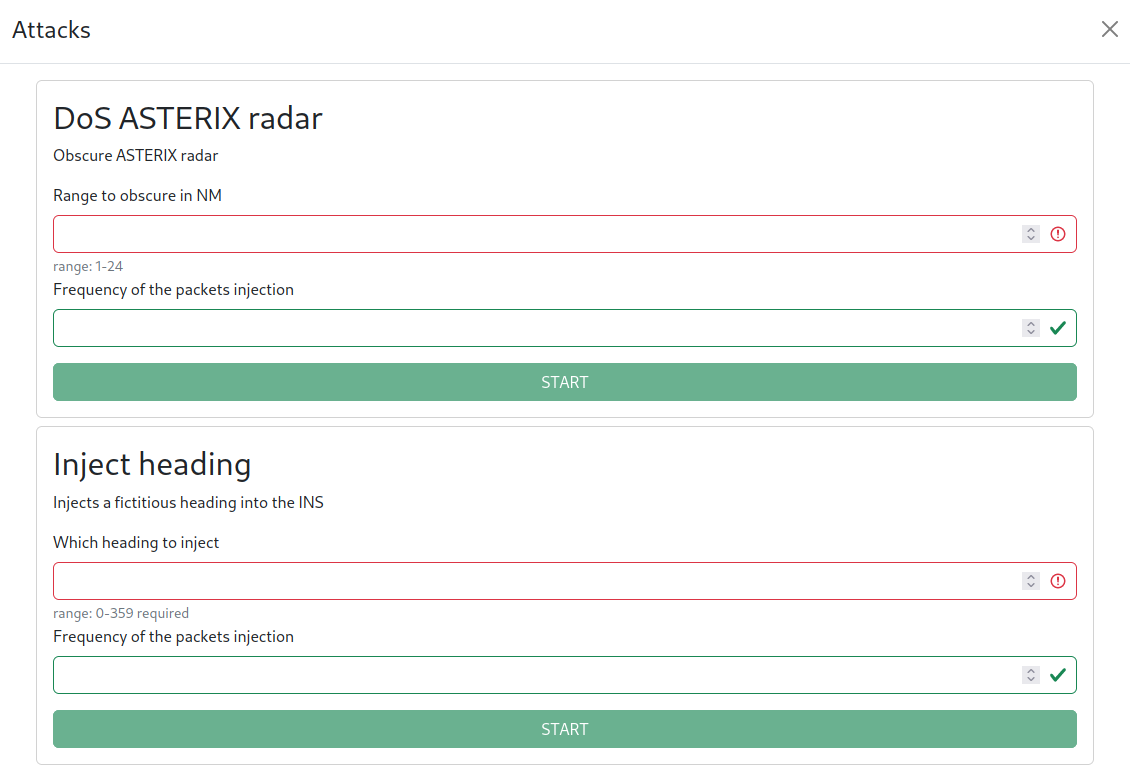 Attacks
DoS ASTERIX radar
Obscure ASTERIX radar
Range to obscure in NM
range: 1-24
Frequency of the packets injection
START
Inject heading
Injects a fictitious heading into the INS
Which heading to inject
range: 0-359 required
Frequency of the packets injection
START